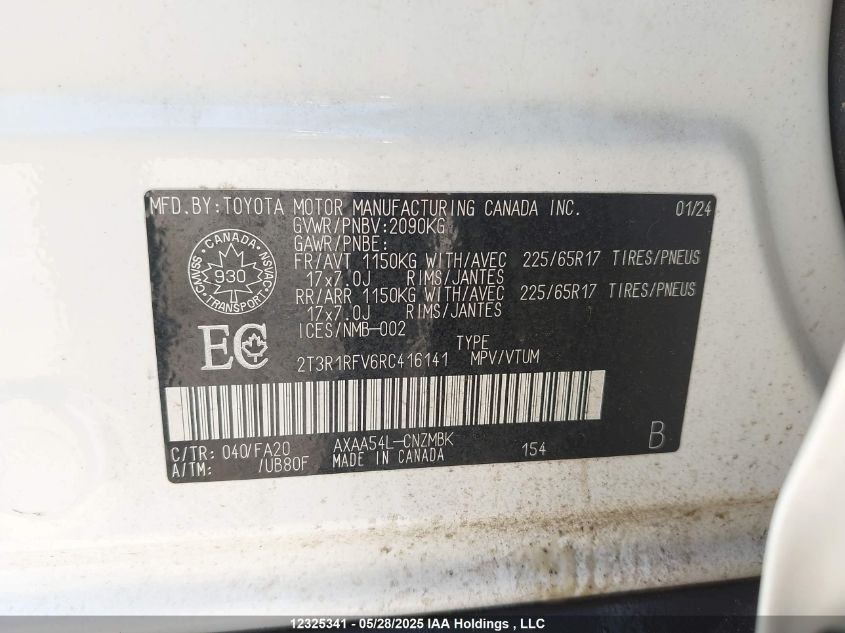 MFD.BY:TOYOTA MOTOR MANUFACTURING CANADA INC. 01/24
GVWR/PNBV:2090KG
GAWR/PNBE:
FR/AVT 1150KG WITH/AVEC 225/65R17 TIRES/PNEUS
17x7.0J RIMS/JANTES
RR/ARR 1150KG WITH/AVEC 225/65R17 TIRES/PNEUS
17x7.0J RIMS/JANTES
ICES/NMB-002
CANADA
CMVSS
NSVAC
930
TRANSPORT
EC
TYPE
2T3R1RFV6RC416141 MPV/VTUM
C/TR: 040/FA20 AXAA54L-CNZMBK
A/TM: /UB80F MADE IN CANADA 154 B
12325341 - 05/28/2025 IAA Holdings , LLC